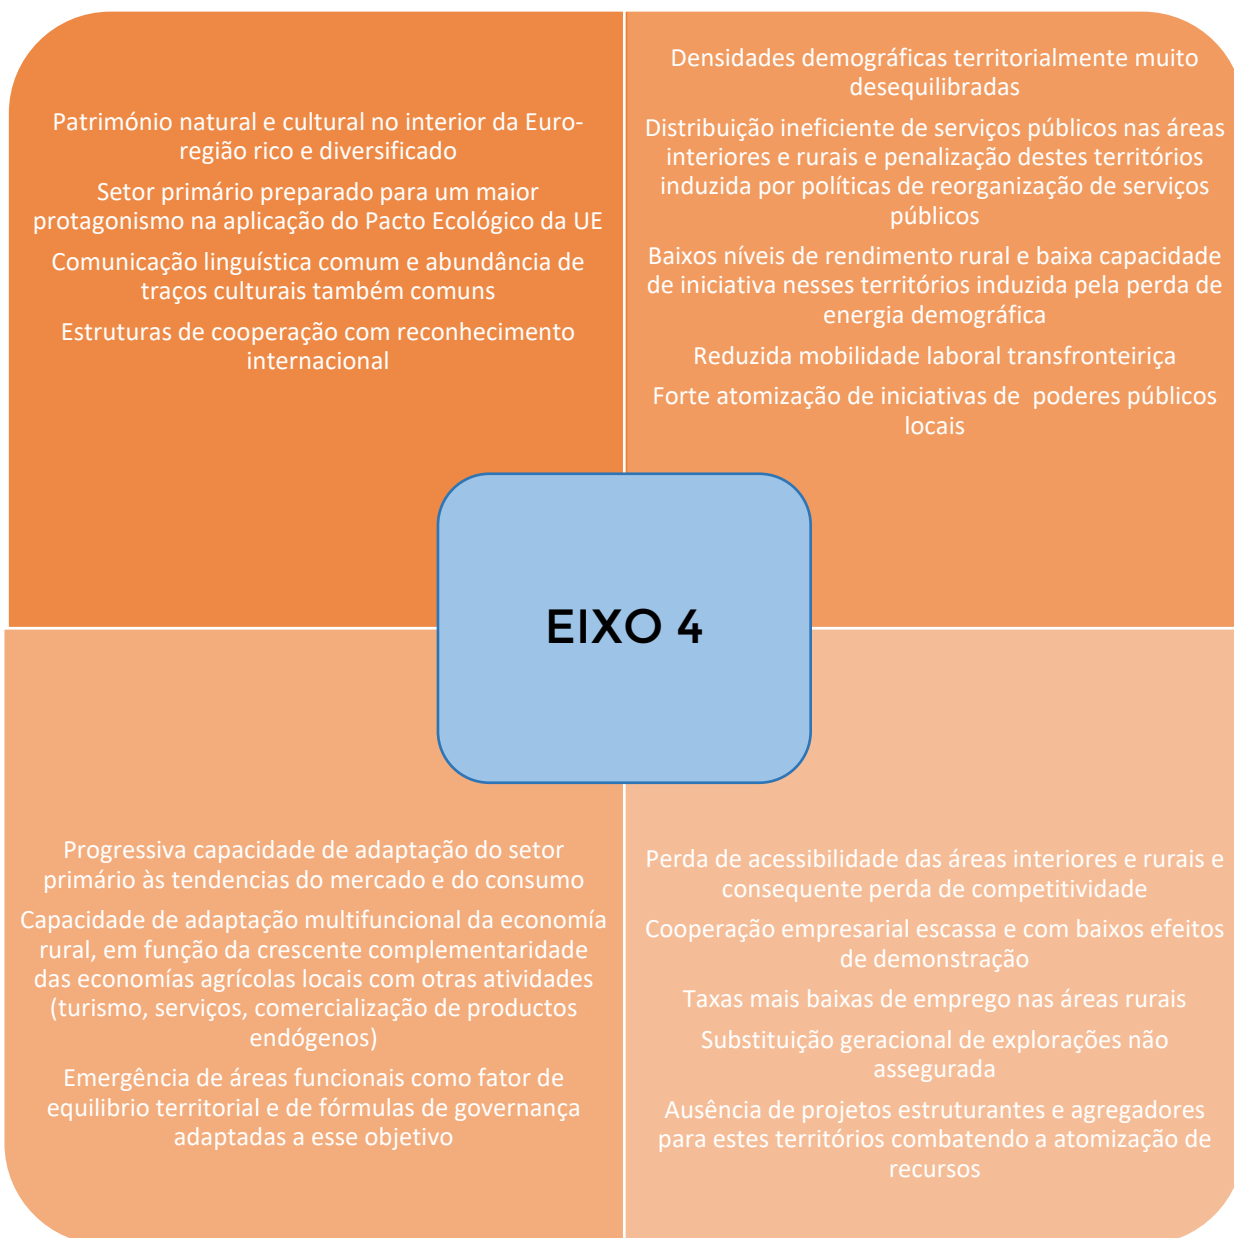 Património natural e cultural no interior da Euro-
região rico e diversificado
Setor primário preparado para um maior
protagonismo na aplicação do Pacto Ecológico da UE
Comunicação linguística comum e abundância de
traços culturais também comuns
Estruturas de cooperação com reconhecimento
internacional
Densidades demográficas territorialmente muito
desequilibradas
Distribuição ineficiente de serviços públicos nas áreas
interiores e rurais e penalização destes territórios
induzida por políticas de reorganização de serviços
públicos
Baixos níveis de rendimento rural e baixa capacidade
de iniciativa nesses territórios induzida pela perda de
energia demográfica
Reduzida mobilidade laboral transfronteiriça
Forte atomização de iniciativas de  poderes públicos
locais
EIXO 4
Progressiva capacidade de adaptação do setor
primário às tendencias do mercado e do consumo
Capacidade de adaptação multifuncional da economía
rural, em função da crescente complementaridade
das economías agrícolas locais com outras atividades
(turismo, serviços, comercialização de productos
endógenos)
Emergência de áreas funcionais como fator de
equilibrio territorial e de fórmulas de governança
adaptadas a esse objetivo
Perda de acessibilidade das áreas interiores e rurais e
consequente perda de competitividade
Cooperação empresarial escassa e com baixos efeitos
de demonstração
Taxas mais baixas de emprego nas áreas rurais
Substituição geracional de explorações não
assegurada
Ausência de projetos estruturantes e agregadores
para estes territórios combatendo a atomização de
recursos